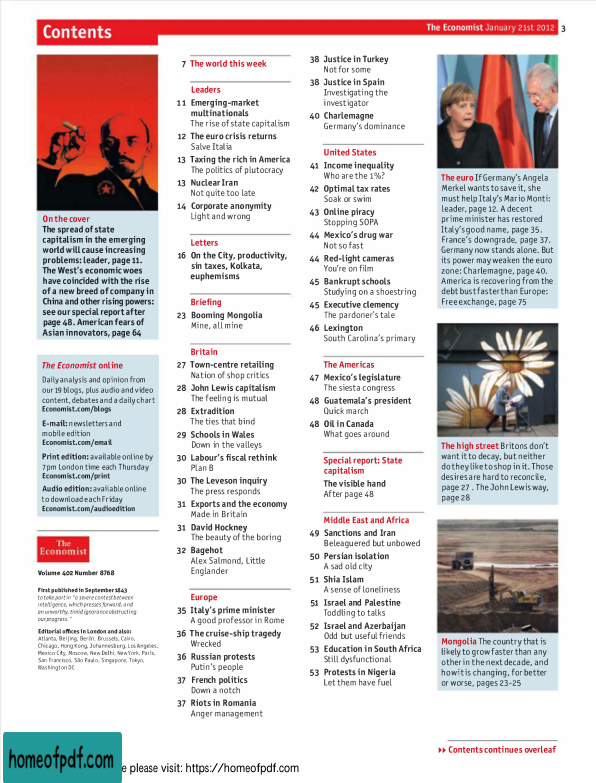 Contents
The Economist January 21st 2012 3
On the cover
The spread of state
capitalism in the emerging
world will cause increasing
problems: leader, page 11.
The West's economic woes
have coincided with the rise
of a new breed of company in
China and other rising powers:
see our special report after
page 48. American fears of
Asian innovators, page 64
The Economist online
Daily analysis and opinion from
our 19 blogs, plus audio and video
content, debates and a daily chart
Economist.com/blogs
E-mail: newsletters and
mobile edition
Economist.com/email
Print edition: available online by
7pm London time each Thursday
Economist.com/print
Audio edition: available online
to download each Friday
Economist.com/audioedition
The
Economist
Volume 402 Number 8768
First published in September 1843
to take part in "a severe contest between
intelligence, which presses forward, and
an unworthy, timid ignorance obstructing
our progress."
Editorial offices in London and also:
Atlanta, Beijing, Berlin, Brussels, Cairo,
Chicago, Hong Kong, Johannesburg, Los Angeles,
Mexico City, Moscow, New Delhi, New York, Paris,
San Francisco, São Paulo, Singapore, Tokyo,
Washington DC
7 The world this week
Leaders
11 Emerging-market
multinationals
The rise of state capitalism
12 The euro crisis returns
Salve Italia
13 Taxing the rich in America
The politics of plutocracy
13 Nuclear Iran
Not quite too late
14 Corporate anonymity
Light and wrong
Letters
16 On the City, productivity,
sin taxes, Kolkata,
euphemisms
Briefing
23 Booming Mongolia
Mine, all mine
Britain
27 Town-centre retailing
Nation of shop critics
28 John Lewis capitalism
The feeling is mutual
28 Extradition
The ties that bind
29 Schools in Wales
Down in the valleys
30 Labour's fiscal rethink
Plan B
30 The Leveson inquiry
The press responds
31 Exports and the economy
Made in Britain
31 David Hockney
The beauty of the boring
32 Bagehot
Alex Salmond, Little
Englander
Europe
35 Italy's prime minister
A good professor in Rome
36 The cruise-ship tragedy
Wrecked
36 Russian protests
Putin's people
37 French politics
Down a notch
37 Riots in Romania
Anger management
38 Justice in Turkey
Not for some
38 Justice in Spain
Investigating the
investigator
40 Charlemagne
Germany's dominance
United States
41 Income inequality
Who are the 1%?
42 Optimal tax rates
Soak or swim
43 Online piracy
Stopping SOPA
44 Mexico's drug war
Not so fast
44 Red-light cameras
You're on film
45 Bankrupt schools
Studying on a shoestring
45 Executive clemency
The pardoner's tale
46 Lexington
South Carolina's primary
The Americas
47 Mexico's legislature
The siesta congress
48 Guatemala's president
Quick march
48 Oil in Canada
What goes around
Special report: State
capitalism
The visible hand
After page 48
Middle East and Africa
49 Sanctions and Iran
Beleaguered but unbowed
50 Persian isolation
A sad old city
51 Shia Islam
A sense of loneliness
51 Israel and Palestine
Toddling to talks
52 Israel and Azerbaijan
Odd but useful friends
53 Education in South Africa
Still dysfunctional
53 Protests in Nigeria
Let them have fuel
The euro If Germany's Angela
Merkel wants to save it, she
must help Italy's Mario Monti:
leader, page 12. A decent
prime minister has restored
Italy's good name, page 35.
France's downgrade, page 37.
Germany now stands alone. But
its power may weaken the euro
zone: Charlemagne, page 40.
America is recovering from the
debt bust faster than Europe:
Free exchange, page 75
The high street Britons don't
want it to decay, but neither
do they like to shop in it. Those
desires are hard to reconcile,
page 27 . The John Lewis way,
page 28
Mongolia The country that is
likely to grow faster than any
other in the next decade, and
how it is changing, for better
or worse, pages 23-25
Contents continues overleaf
homeofpdf.com
e please visit: https://homeofpdf.com